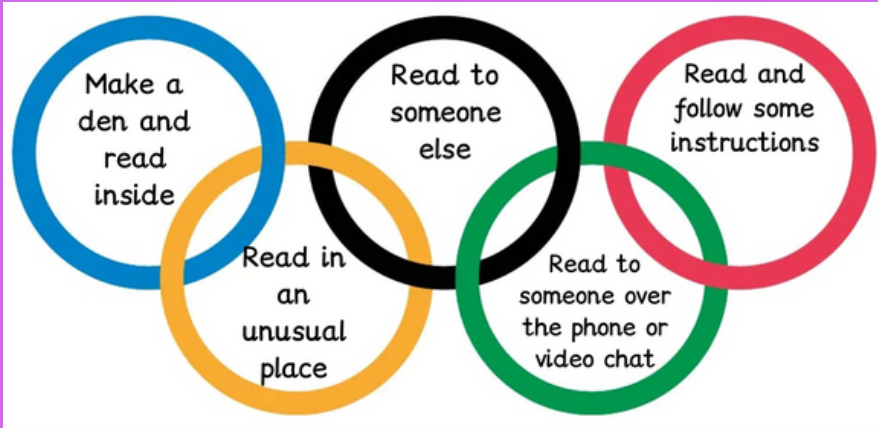 Make a
den and
read
inside
Read to
someone
else
Read and
follow some
instructions
Read in
an
unusual
place
Read to
someone over
the phone or
video chat